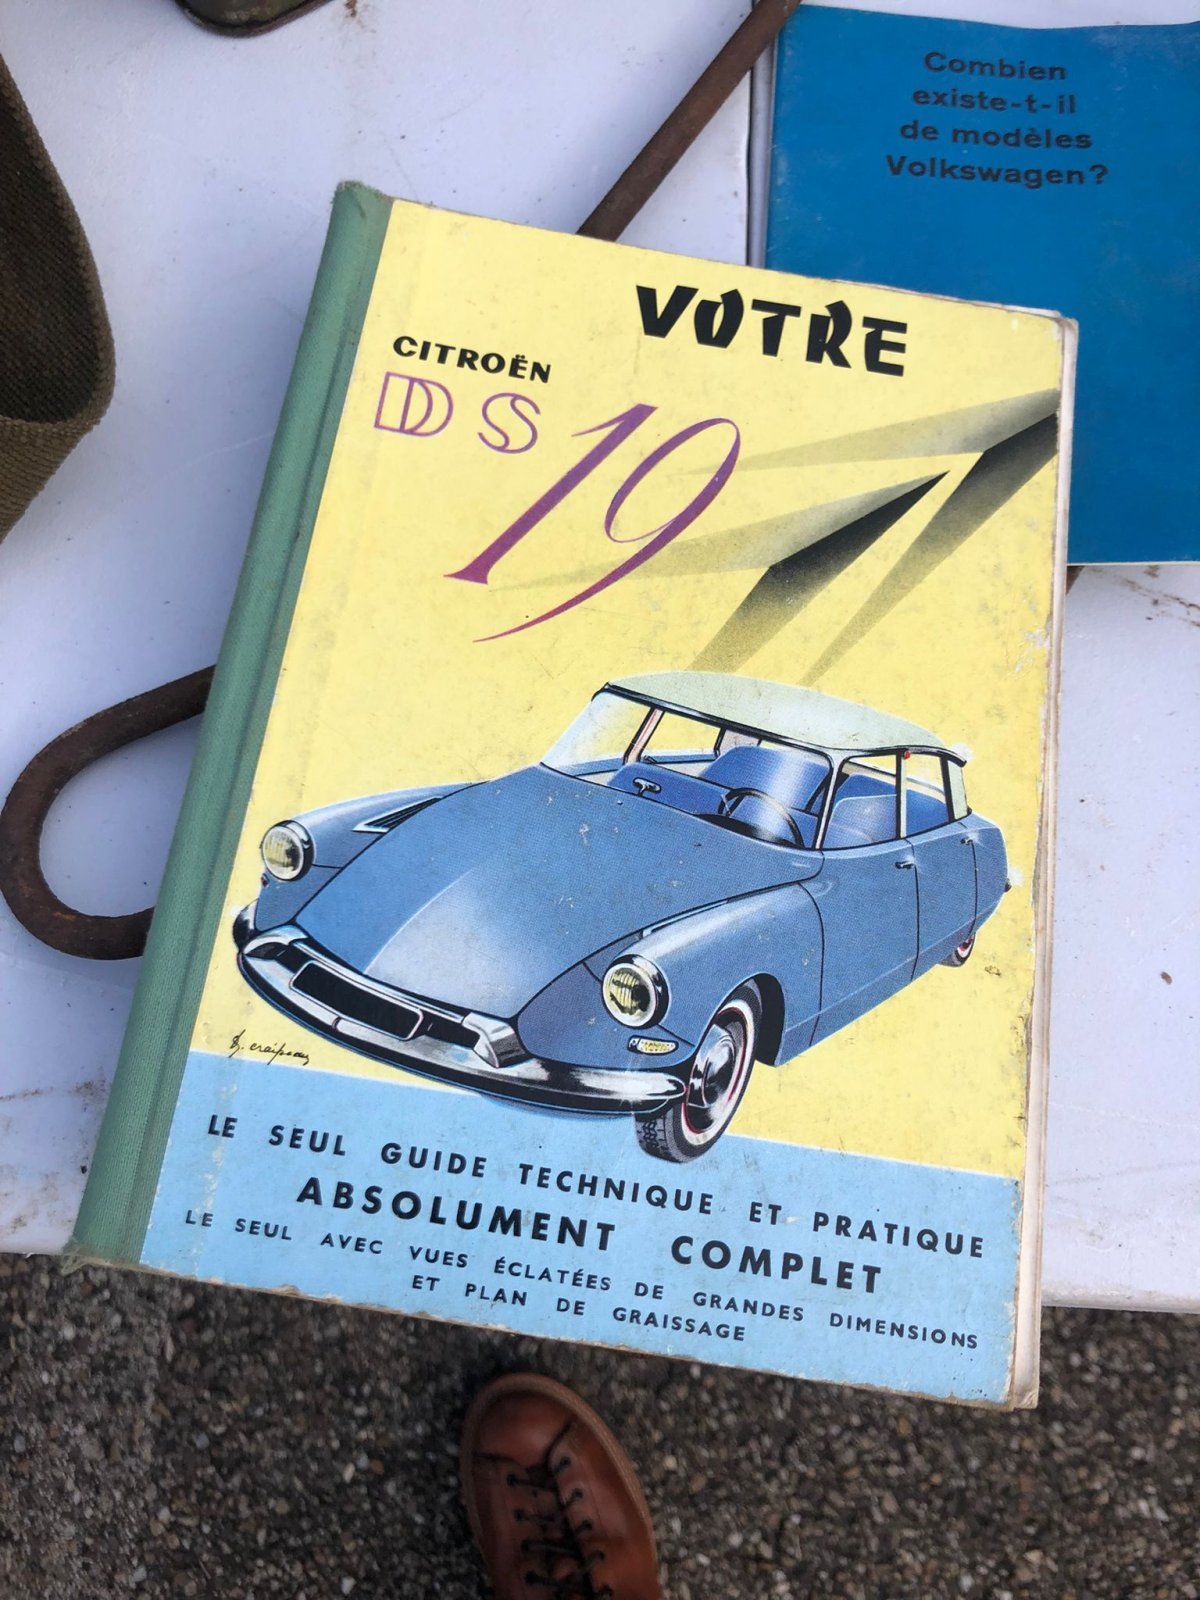 Combien
existe-t-il
de modèles
Volkswagen?
VOTRE
CITROËN
DS 19
LE SEUL GUIDE TECHNIQUE ET PRATIQUE
ABSOLUMENT COMPLET
LE SEUL AVEC VUES ÉCLATÉES DE GRANDES DIMENSIONS
ET PLAN DE GRAISSAGE